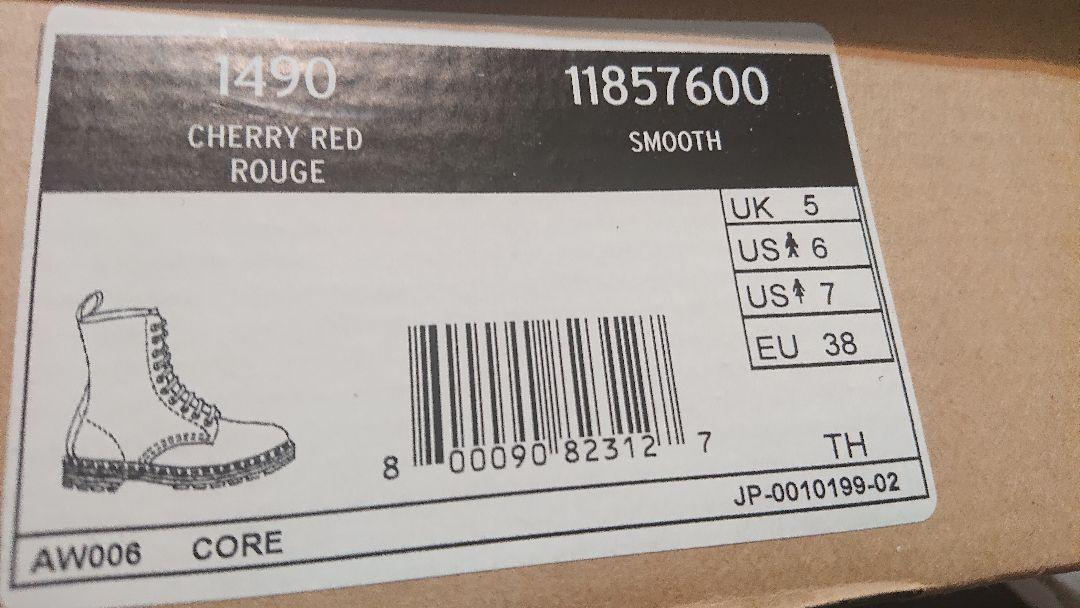 1490
11857600
CHERRY RED
SMOOTH
ROUGE
UK 5
US 6
US 7
EU 38
8 00090 82312 7
TH
JP-0010199-02
AW006 CORE